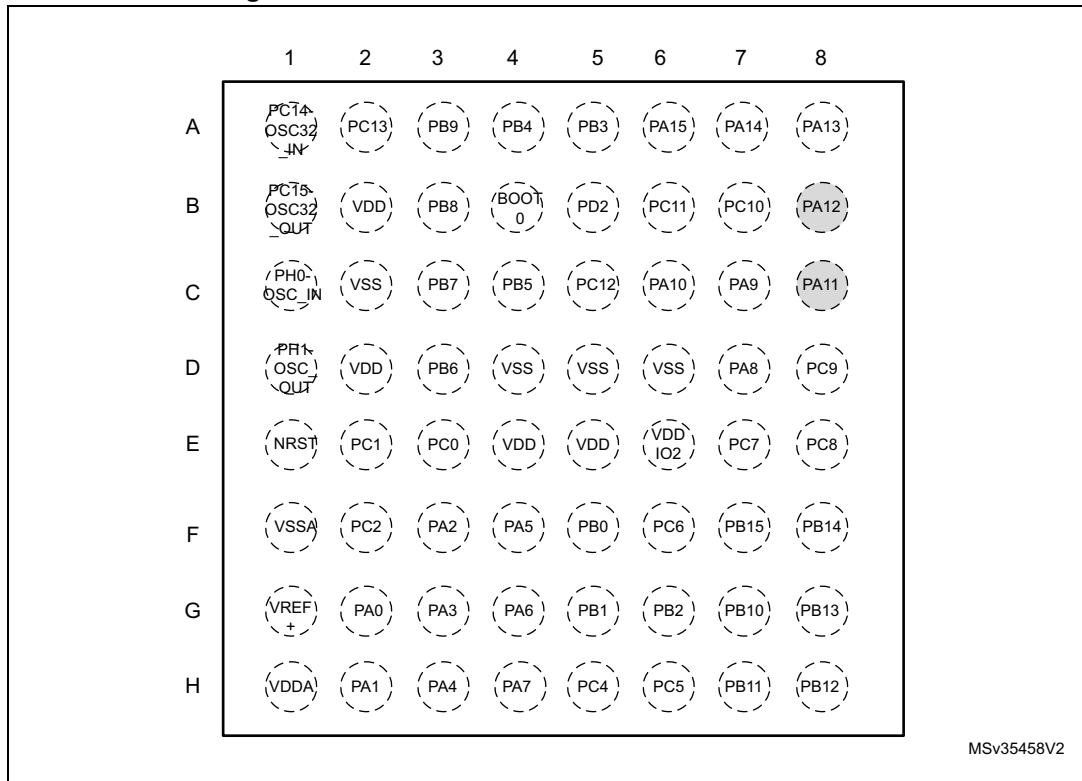 1 2 3 4 5 6 7 8
A PC14-OSC32_IN PC13 PB9 PB4 PB3 PA15 PA14 PA13
B PC15-OSC32_OUT VDD PB8 BOOT0 PD2 PC11 PC10 PA12
C PH0-OSC_IN VSS PB7 PB5 PC12 PA10 PA9 PA11
D PH1-OSC_OUT VDD PB6 VSS VSS VSS PA8 PC9
E NRST PC1 PC0 VDD VDD VDDIO2 PC7 PC8
F VSSA PC2 PA2 PA5 PB0 PC6 PB15 PB14
G VREF+ PA0 PA3 PA6 PB1 PB2 PB10 PB13
H VDDA PA1 PA4 PA7 PC4 PC5 PB11 PB12
MSv35458V2